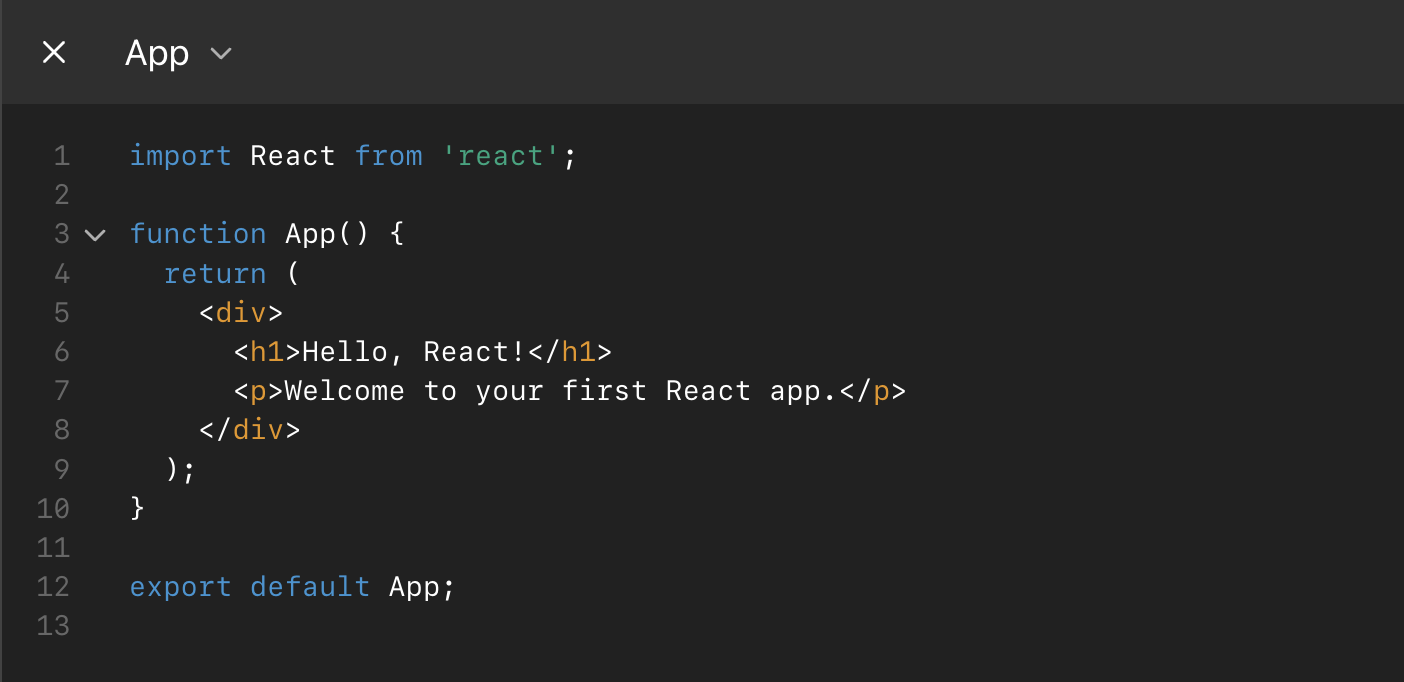 App
1 import React from 'react';
2
3 function App() {
4   return (
5     <div>
6       <h1>Hello, React!</h1>
7       <p>Welcome to your first React app.</p>
8     </div>
9   );
10 }
11
12 export default App;
13